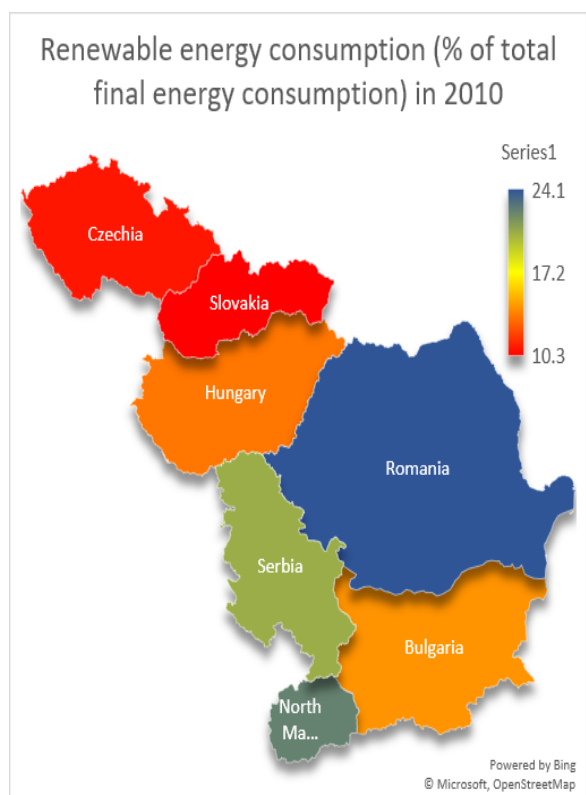 Renewable energy consumption (% of total
final energy consumption) in 2010
Series1
24.1
17.2
10.3
Czechia
Slovakia
Hungary
Romania
Serbia
Bulgaria
North
Ma...
Powered by Bing
© Microsoft, OpenStreetMap